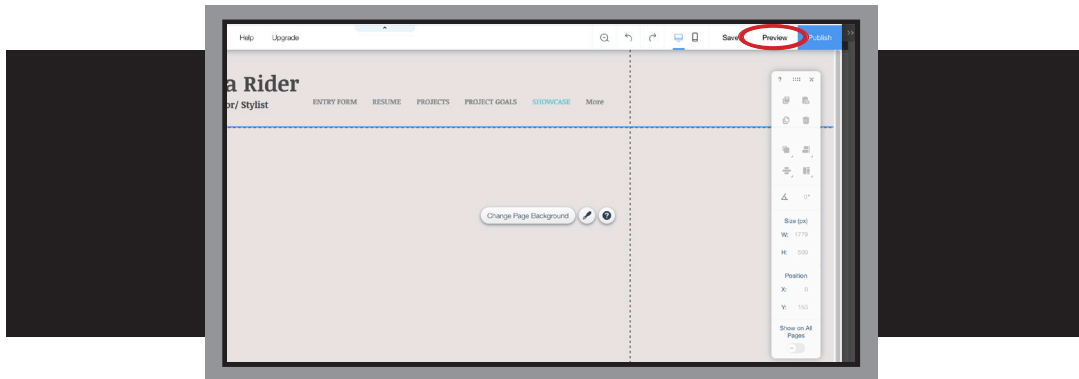 Help Upgrade Save Preview Publish
a Rider
or/ Stylist
ENTRY FORM RESUME PROJECTS PROJECT GOALS SHOWCASE More
Change Page Background
Size (px)
W: 1779
H: 500
Position
X: 0
Y: 150
Show on All
Pages